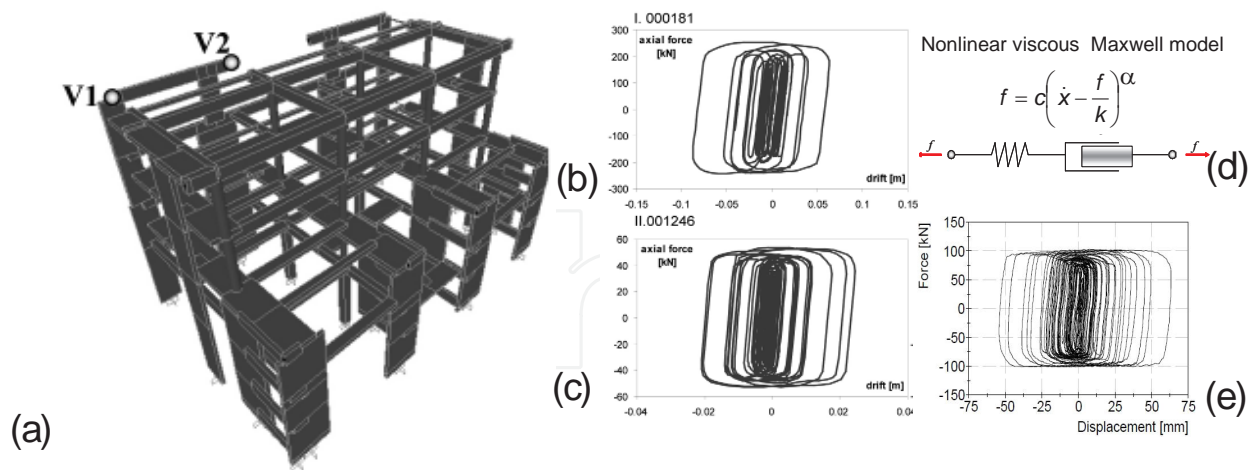 V1
V2
(a)
I. 000181
axial force
[kN]
300
200
100
0
-100
-200
-300
drift [m]
-0.15
-0.1
-0.05
0
0.05
0.1
0.15
(b)
II.001246
axial force
[kN]
60
40
20
0
-20
-40
-60
drift [m]
-0.04
-0.02
0
0.02
0.04
(c)
Nonlinear viscous Maxwell model
f = c(ẋ - f/k)^α
f
f
(d)
Force [kN]
150
100
50
0
-50
-100
-150
-75
-50
-25
0
25
50
75
Displacement [mm]
(e)